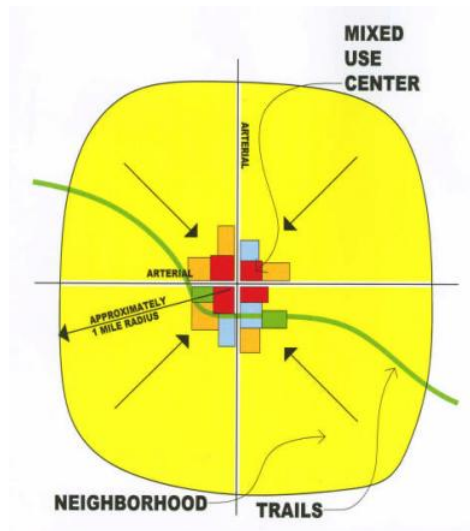 MIXED
USE
CENTER
ARTERIAL
ARTERIAL
APPROXIMATELY
1 MILE RADIUS
NEIGHBORHOOD
TRAILS